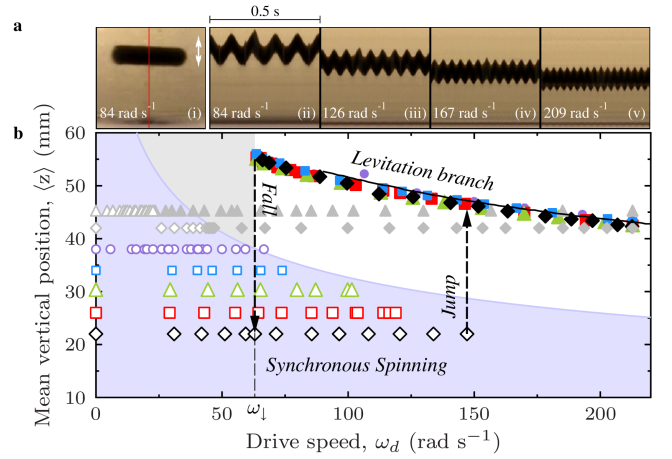 a
0.5 s
84 rad s⁻¹ (i)
84 rad s⁻¹ (ii)
126 rad s⁻¹ (iii)
167 rad s⁻¹ (iv)
209 rad s⁻¹ (v)
b
Mean vertical position, ⟨z⟩ (mm)
60
50
40
30
20
10
Levitation branch
Fall
Jump
Synchronous Spinning
0
50
ω↓
100
150
200
Drive speed, ω_d (rad s⁻¹)